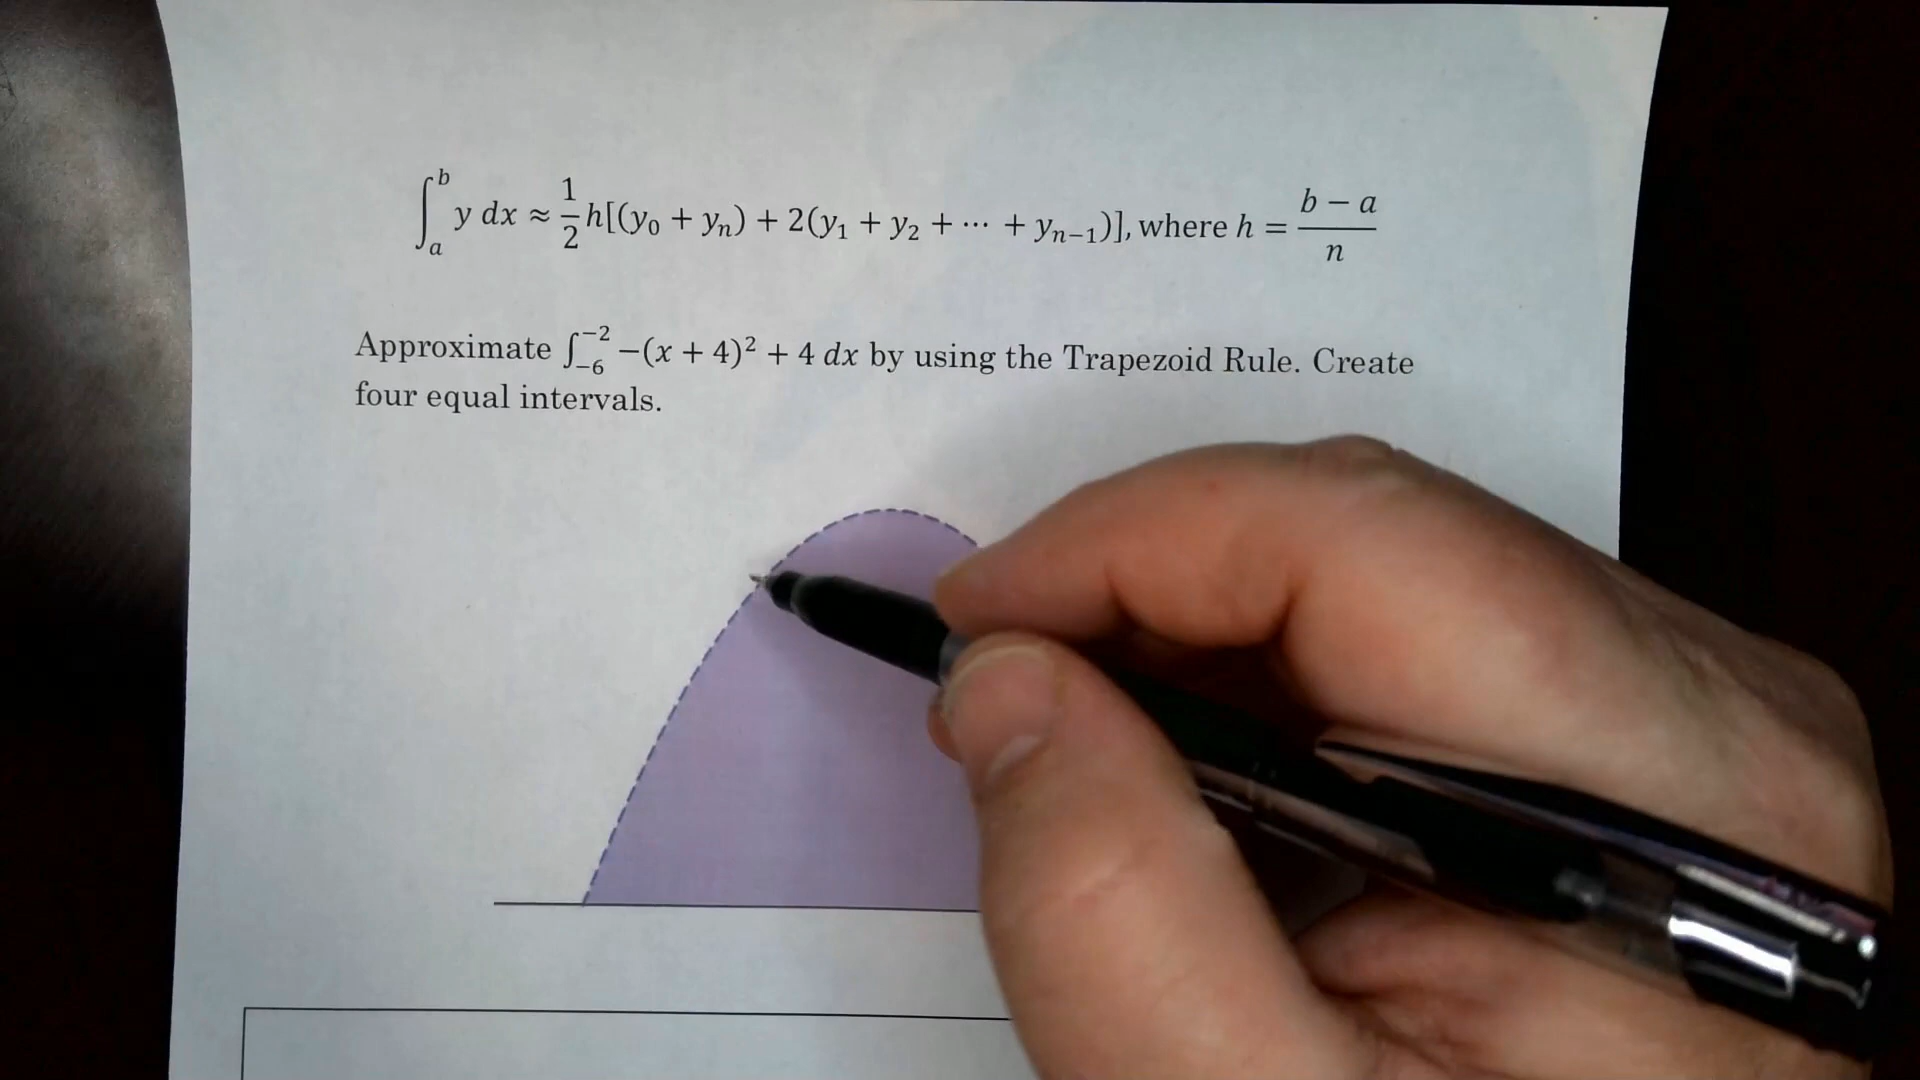 ∫ₐᵇ y dx ≈ 1/2 h[(y₀ + yₙ) + 2(y₁ + y₂ + ⋯ + yₙ₋₁)], where h = (b − a)/n
Approximate ∫₋₆⁻² −(x + 4)² + 4 dx by using the Trapezoid Rule. Create
four equal intervals.